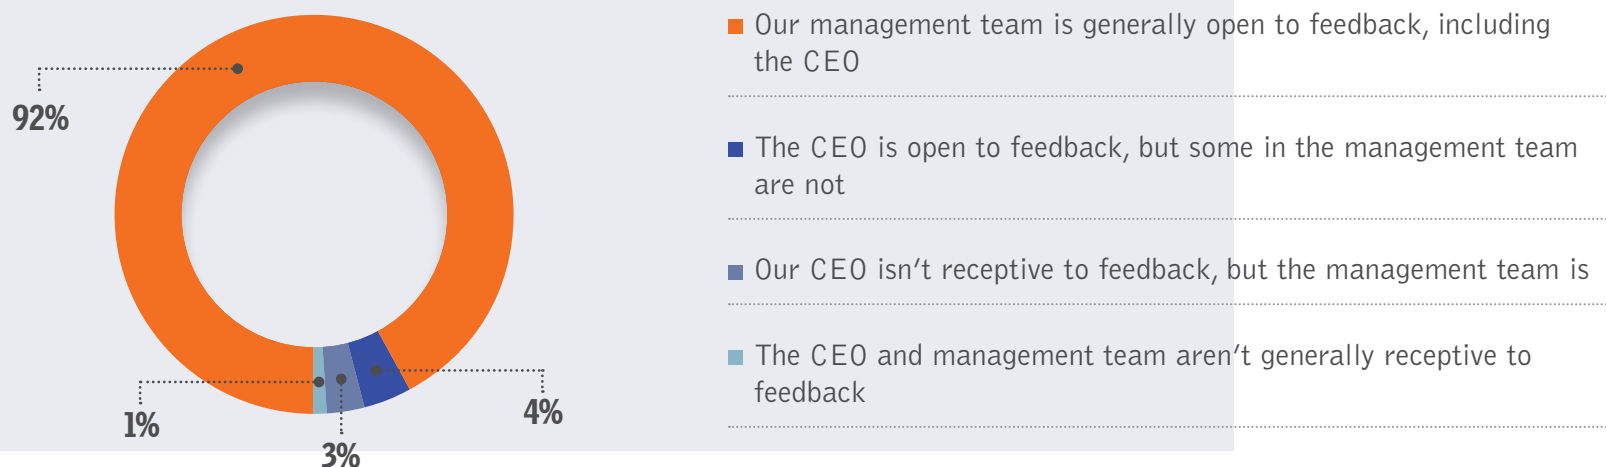 92%
1%
3%
4%
Our management team is generally open to feedback, including
the CEO
The CEO is open to feedback, but some in the management team
are not
Our CEO isn't receptive to feedback, but the management team is
The CEO and management team aren't generally receptive to
feedback